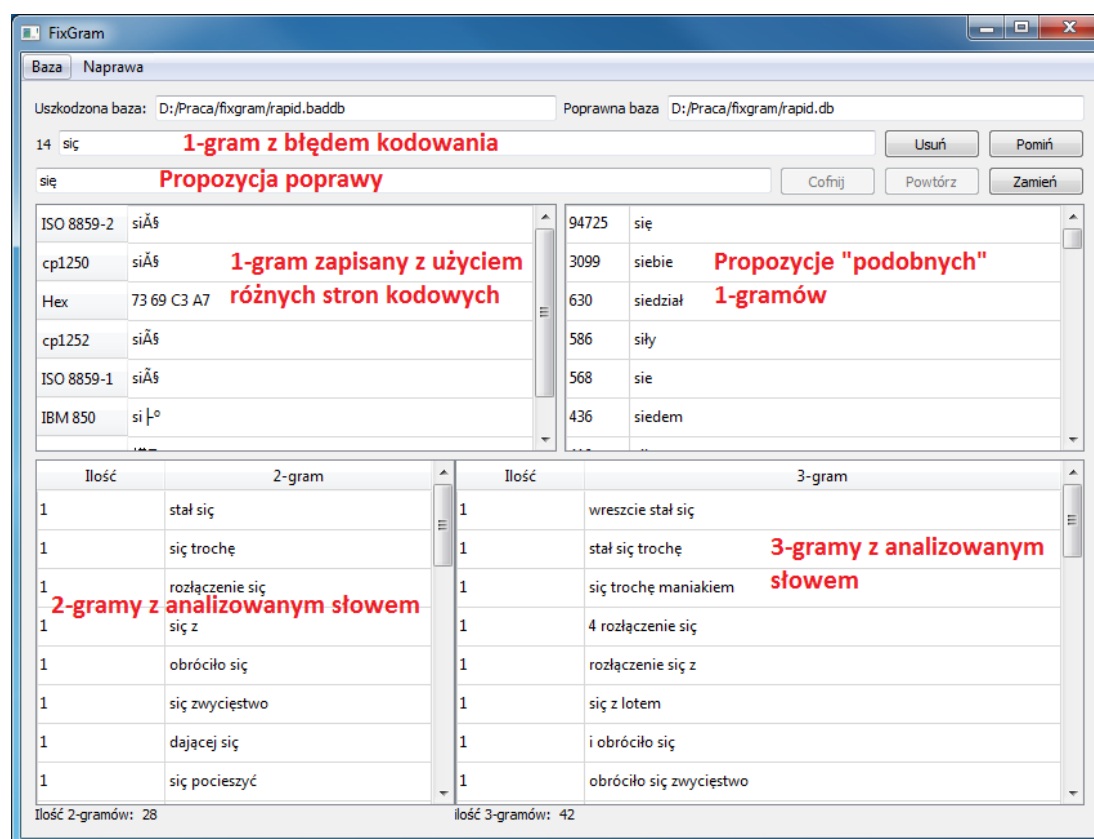 FixGram
Baza Naprawa
Uszkodzona baza: D:/Praca/fixgram/rapid.baddb Poprawna baza D:/Praca/fixgram/rapid.db
14 siç 1-gram z błędem kodowania Usuń Pomiń
się Propozycja poprawy Cofnij Powtórz Zamień
ISO 8859-2 siĂ§
cp1250 siĂ§
Hex 73 69 C3 A7
cp1252 siÃ§
ISO 8859-1 siÃ§
IBM 850 si├º
1-gram zapisany z użyciem
różnych stron kodowych
94725 się
3099 siebie
630 siedział
586 siły
568 sie
436 siedem
Propozycje "podobnych"
1-gramów
Ilość 2-gram
1 stał siç
1 siç trochę
1 rozłączenie siç
1 siç z
1 obróciło siç
1 siç zwycięstwo
1 dającej siç
1 siç pocieszyć
2-gramy z analizowanym słowem
Ilość 3-gram
1 wreszcie stał siç
1 stał siç trochę
1 siç trochę maniakiem
1 4 rozłączenie siç
1 rozłączenie siç z
1 siç z lotem
1 i obróciło siç
1 obróciło siç zwycięstwo
3-gramy z analizowanym
słowem
Ilość 2-gramów: 28
ilość 3-gramów: 42